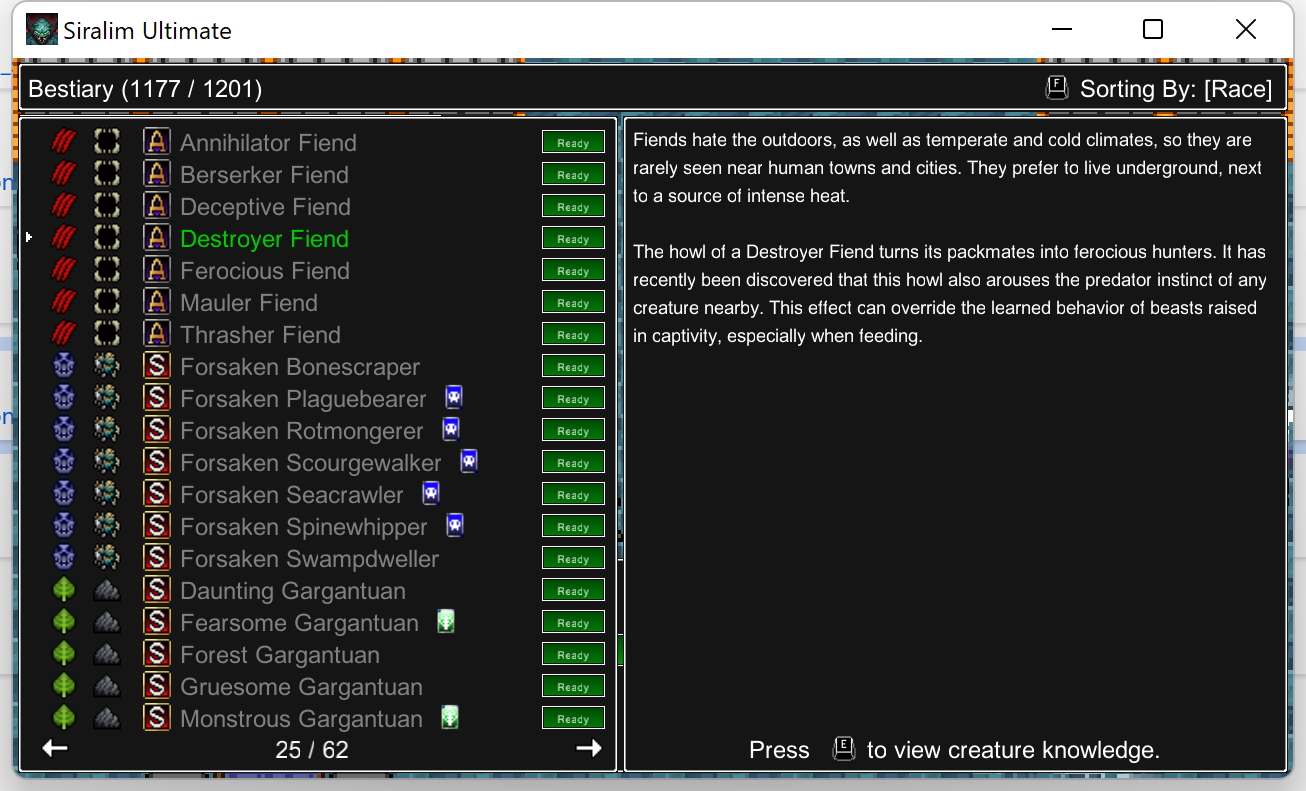 Siralim Ultimate
Bestiary (1177 / 1201)
F Sorting By: [Race]
A Annihilator Fiend Ready
A Berserker Fiend Ready
A Deceptive Fiend Ready
A Destroyer Fiend Ready
A Ferocious Fiend Ready
A Mauler Fiend Ready
A Thrasher Fiend Ready
S Forsaken Bonescraper Ready
S Forsaken Plaguebearer Ready
S Forsaken Rotmongerer Ready
S Forsaken Scourgewalker Ready
S Forsaken Seacrawler Ready
S Forsaken Spinewhipper Ready
S Forsaken Swampdweller Ready
S Daunting Gargantuan Ready
S Fearsome Gargantuan Ready
S Forest Gargantuan Ready
S Gruesome Gargantuan Ready
S Monstrous Gargantuan Ready
25 / 62
Fiends hate the outdoors, as well as temperate and cold climates, so they are
rarely seen near human towns and cities. They prefer to live underground, next
to a source of intense heat.
The howl of a Destroyer Fiend turns its packmates into ferocious hunters. It has
recently been discovered that this howl also arouses the predator instinct of any
creature nearby. This effect can override the learned behavior of beasts raised
in captivity, especially when feeding.
Press E to view creature knowledge.